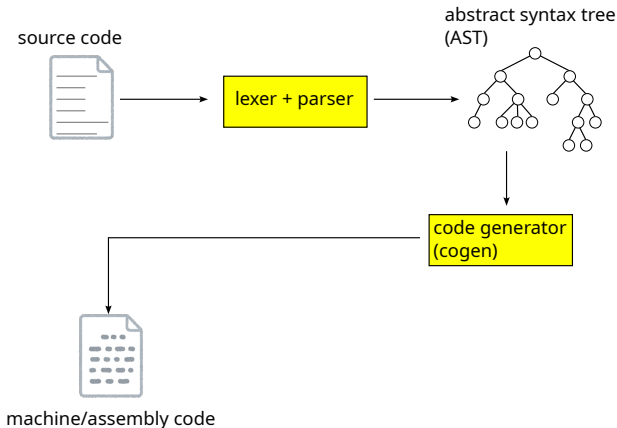 source code
lexer + parser
abstract syntax tree
(AST)
code generator
(cogen)
machine/assembly code